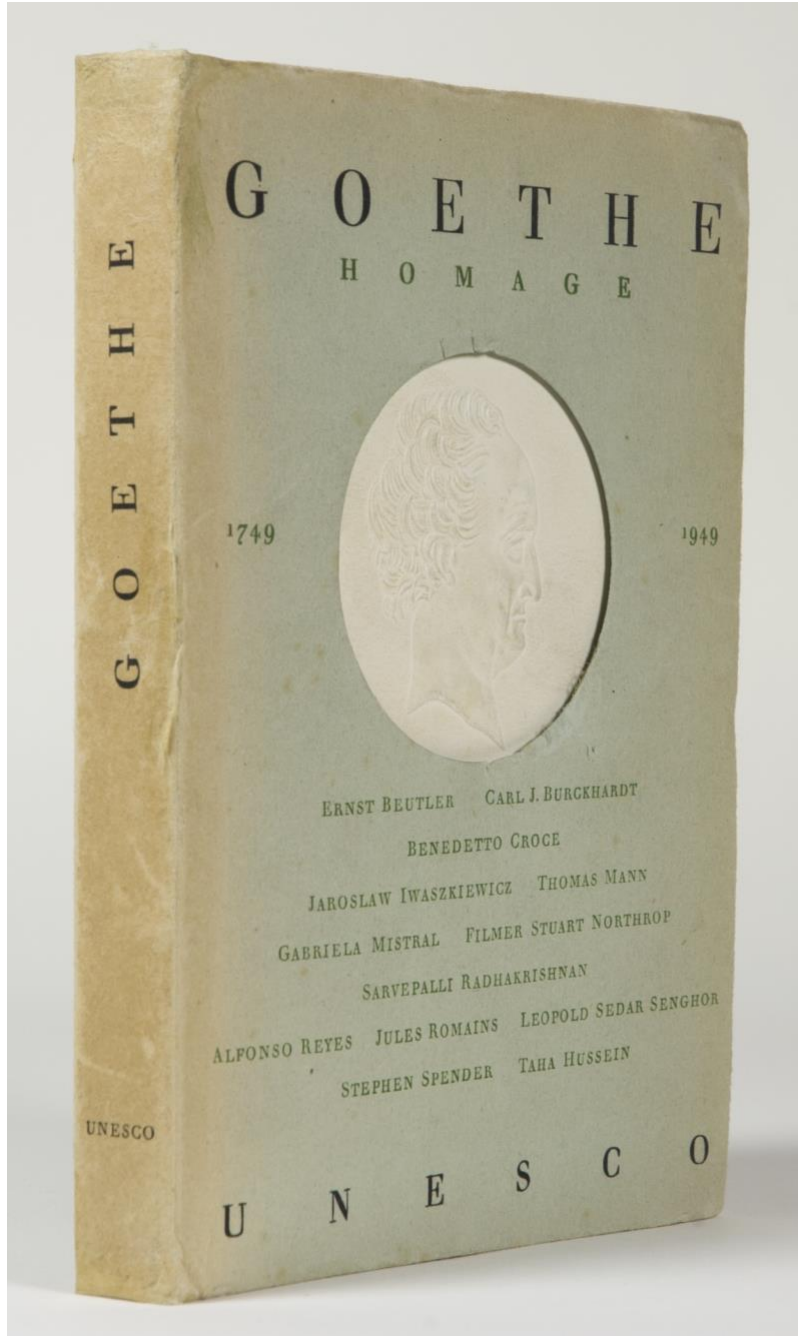 GOETHE
UNESCO
GOETHE
HOMAGE
1749 1949
ERNST BEUTLER CARL J. BURCKHARDT
BENEDETTO CROCE
JAROSLAW IWASZKIEWICZ THOMAS MANN
GABRIELA MISTRAL FILMER STUART NORTHROP
SARVEPALLI RADHAKRISHNAN
ALFONSO REYES JULES ROMAINS LEOPOLD SEDAR SENGHOR
STEPHEN SPENDER TAHA HUSSEIN
UNESCO